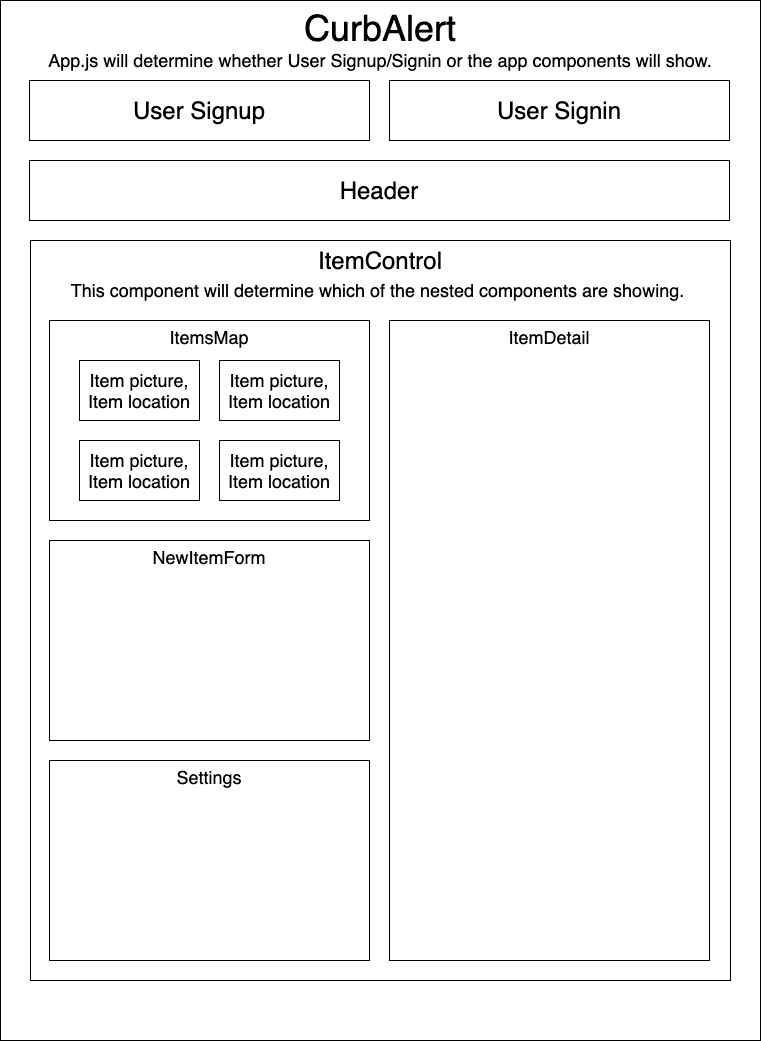 CurbAlert
App.js will determine whether User Signup/Signin or the app components will show.
User Signup
User Signin
Header
ItemControl
This component will determine which of the nested components are showing.
ItemsMap
Item picture,
Item location
Item picture,
Item location
Item picture,
Item location
Item picture,
Item location
NewItemForm
Settings
ItemDetail